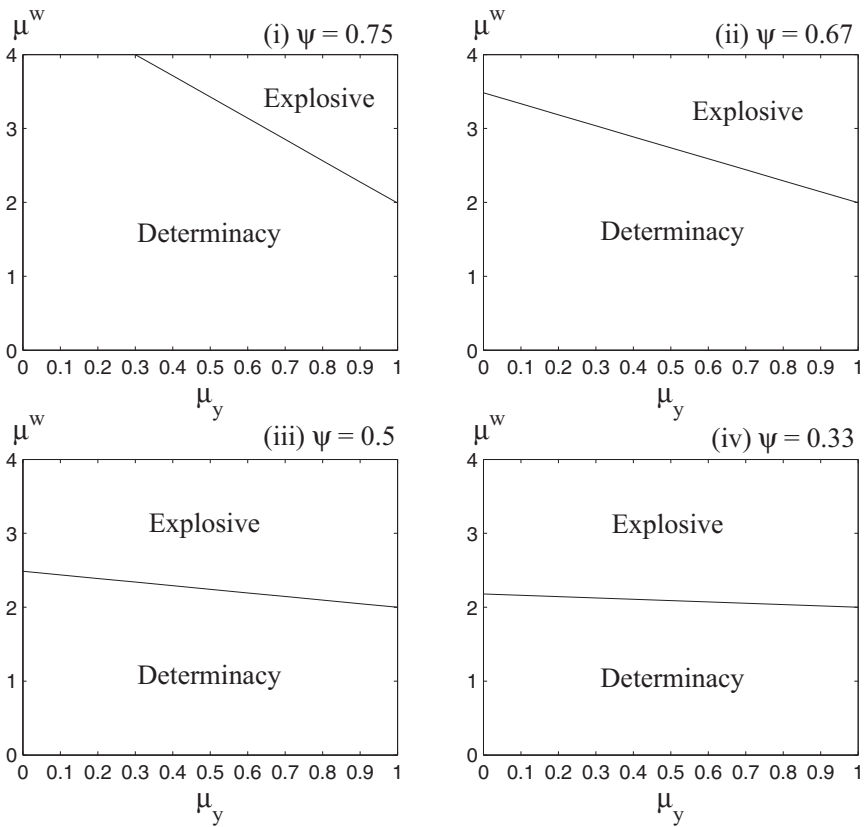 μ^w
(i) ψ = 0.75
4
3
2
1
0
Explosive
Determinacy
0 0.1 0.2 0.3 0.4 0.5 0.6 0.7 0.8 0.9 1
μ_y
μ^w
(ii) ψ = 0.67
4
3
2
1
0
Explosive
Determinacy
0 0.1 0.2 0.3 0.4 0.5 0.6 0.7 0.8 0.9 1
μ_y
μ^w
(iii) ψ = 0.5
4
3
2
1
0
Explosive
Determinacy
0 0.1 0.2 0.3 0.4 0.5 0.6 0.7 0.8 0.9 1
μ_y
μ^w
(iv) ψ = 0.33
4
3
2
1
0
Explosive
Determinacy
0 0.1 0.2 0.3 0.4 0.5 0.6 0.7 0.8 0.9 1
μ_y